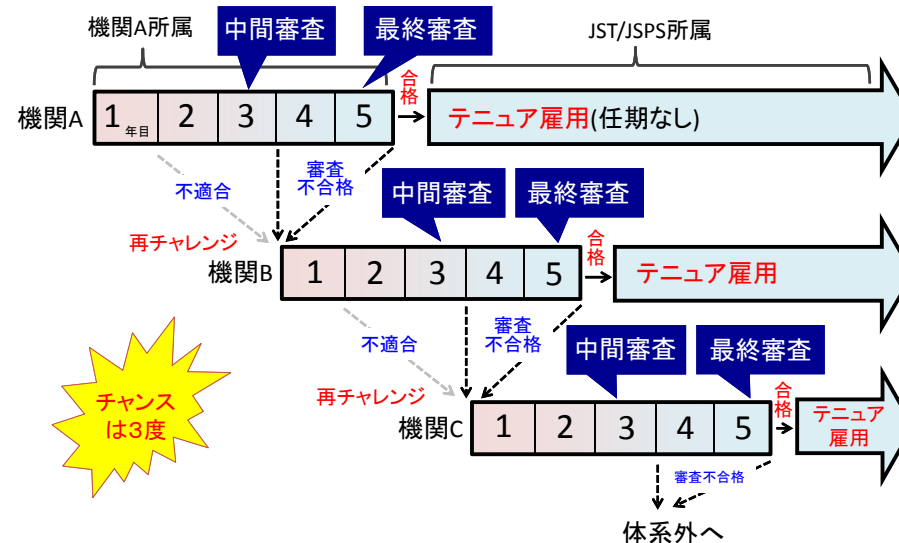 機関A所属
中間審査
最終審査
JST/JSPS所属
機関A
1年目
2
3
4
5
合格
テニュア雇用(任期なし)
不適合
審査
不合格
再チャレンジ
中間審査
最終審査
機関B
1
2
3
4
5
合格
テニュア雇用
不適合
審査
不合格
再チャレンジ
中間審査
最終審査
チャンス
は3度
機関C
1
2
3
4
5
合格
テニュア
雇用
審査不合格
体系外へ